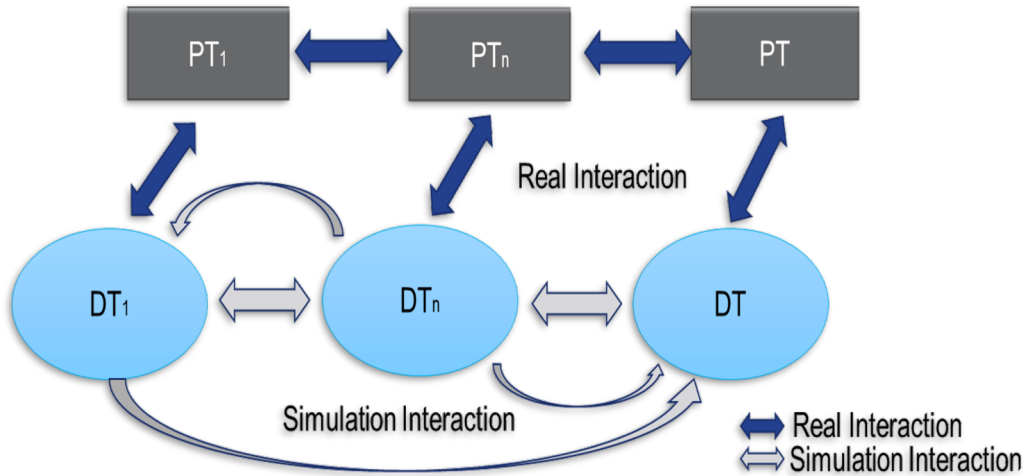 PT1
PTn
PT
Real Interaction
DT1
DTn
DT
Simulation Interaction
Real Interaction
Simulation Interaction